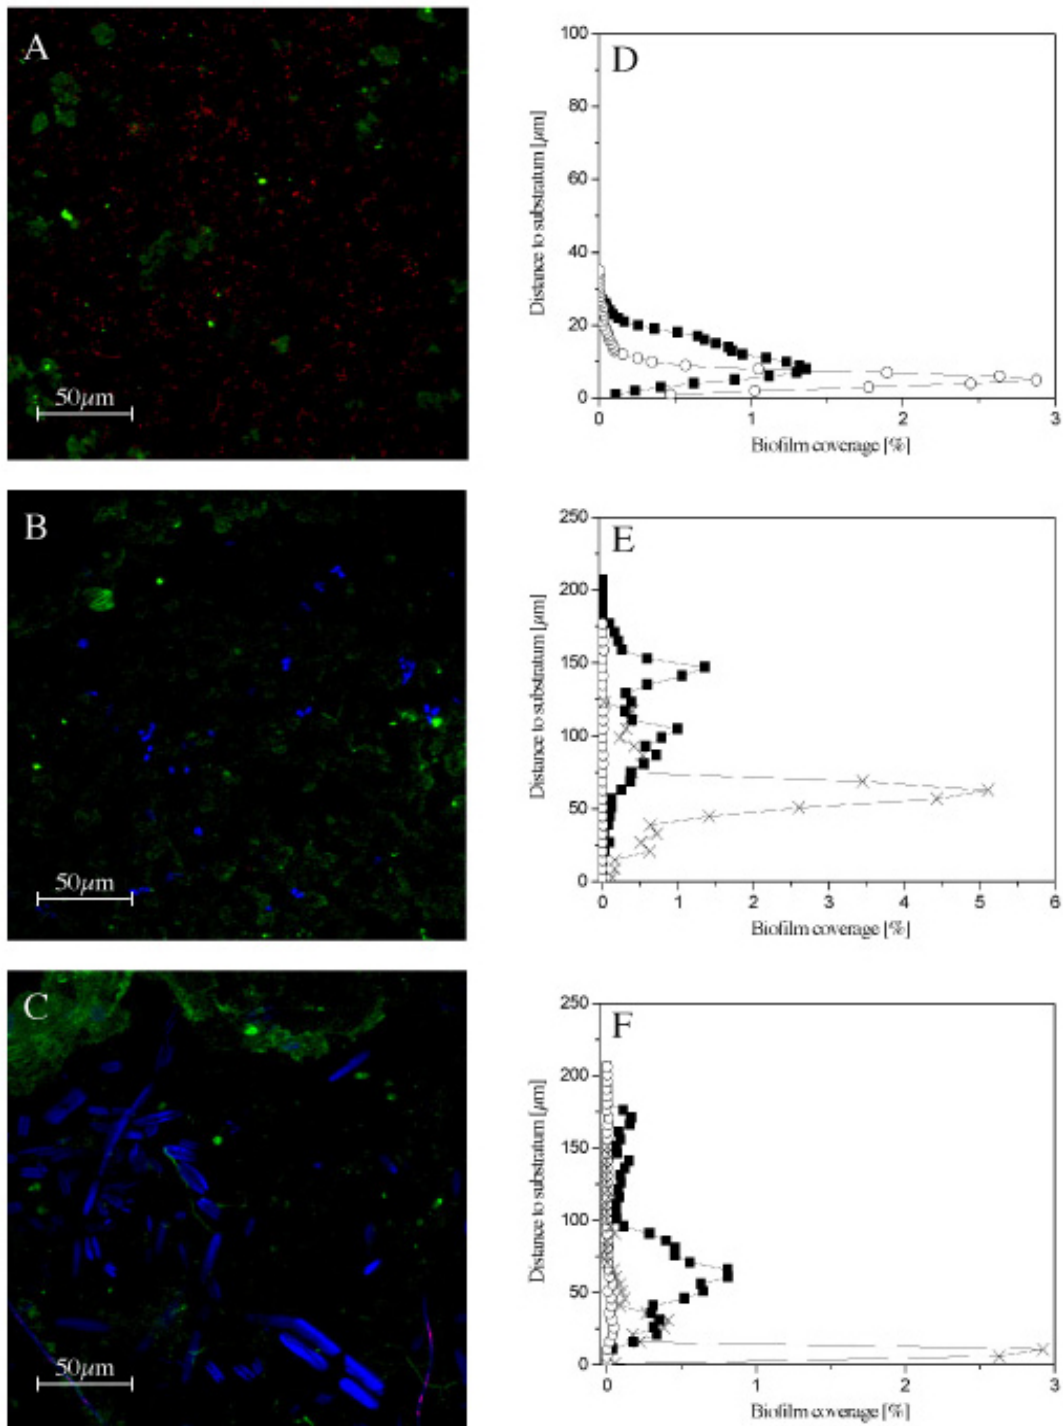 A
50µm
D
100
80
60
40
20
0
Distance to substratum [µm]
0 1 2 3
Biofilm coverage [%]
B
50µm
E
250
200
150
100
50
0
Distance to substratum [µm]
0 1 2 3 4 5 6
Biofilm coverage [%]
C
50µm
F
250
200
150
100
50
0
Distance to substratum [µm]
0 1 2 3
Biofilm coverage [%]